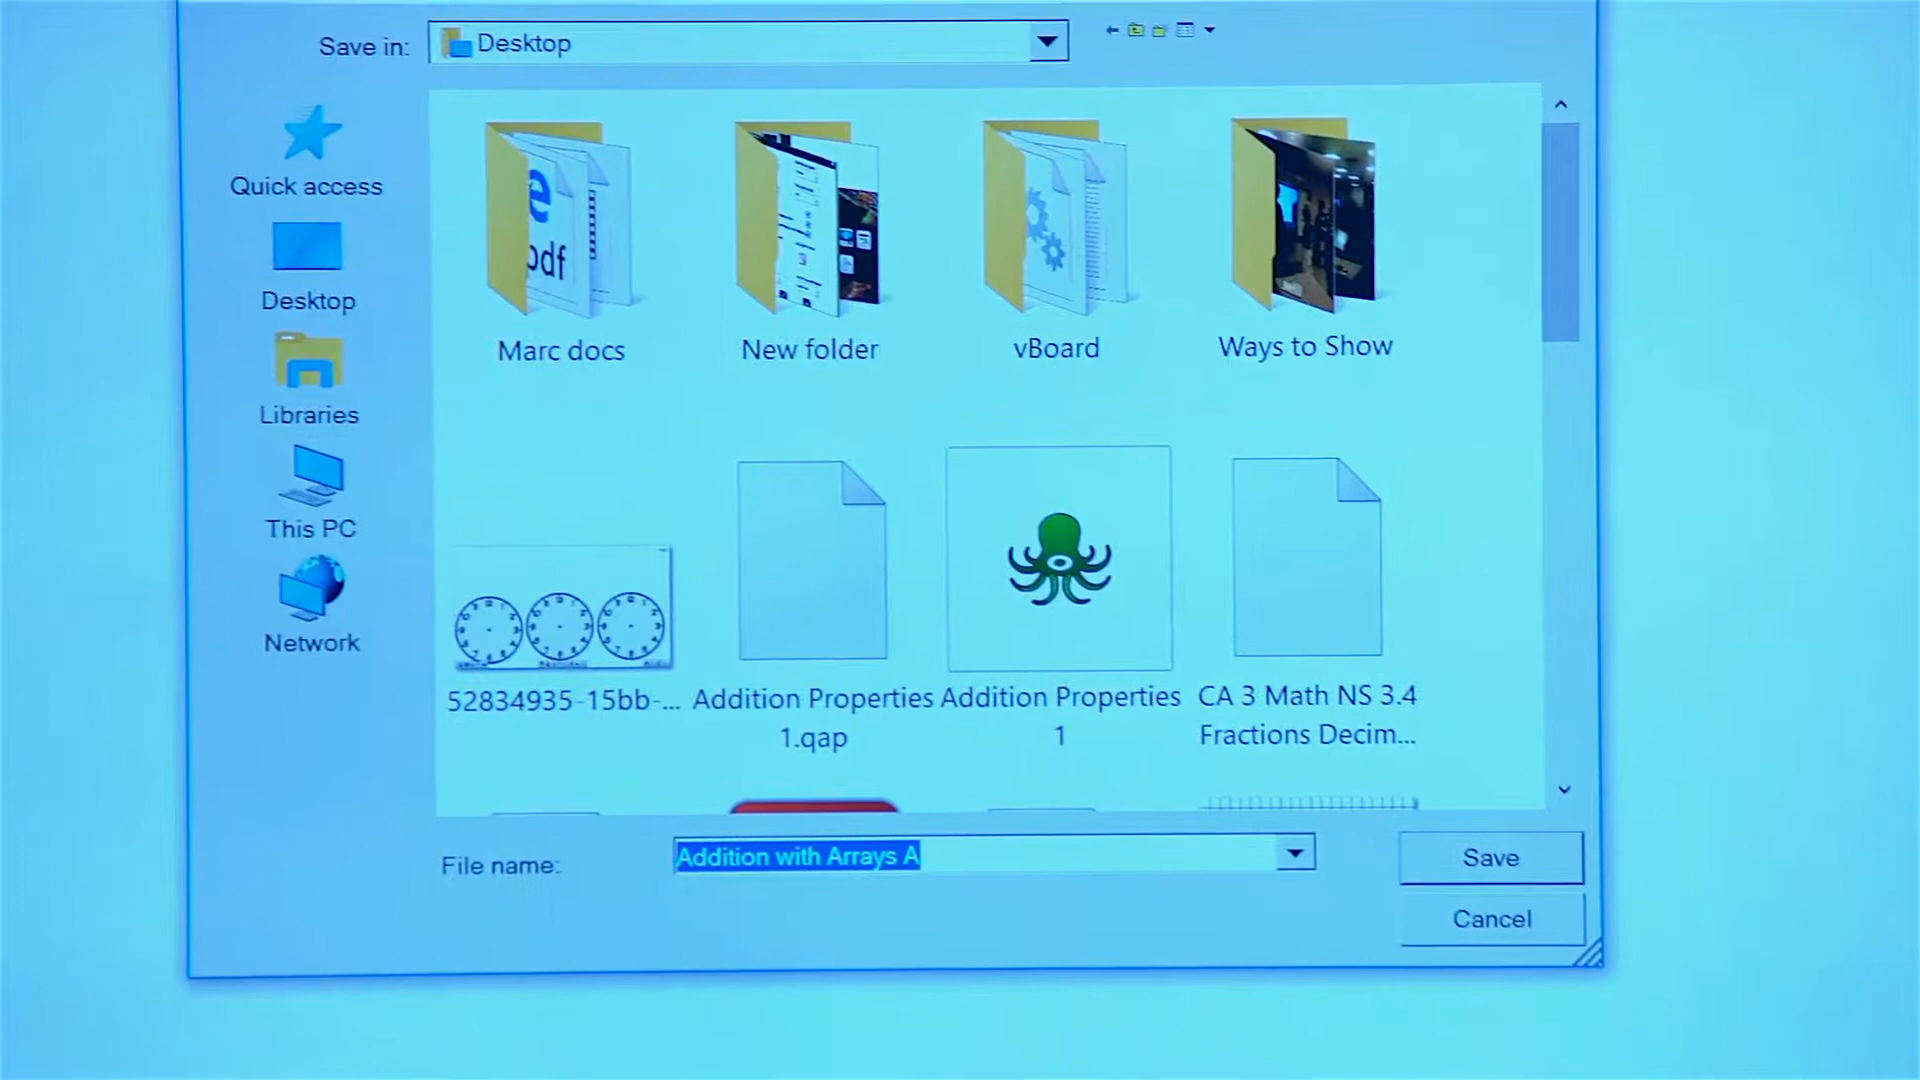 Save in:
Desktop
Quick access
Desktop
Libraries
This PC
Network
Marc docs
New folder
vBoard
Ways to Show
52834935-15bb-...
Addition Properties
1.qap
Addition Properties
1
CA 3 Math NS 3.4
Fractions Decim...
File name:
Addition with Arrays A
Save
Cancel